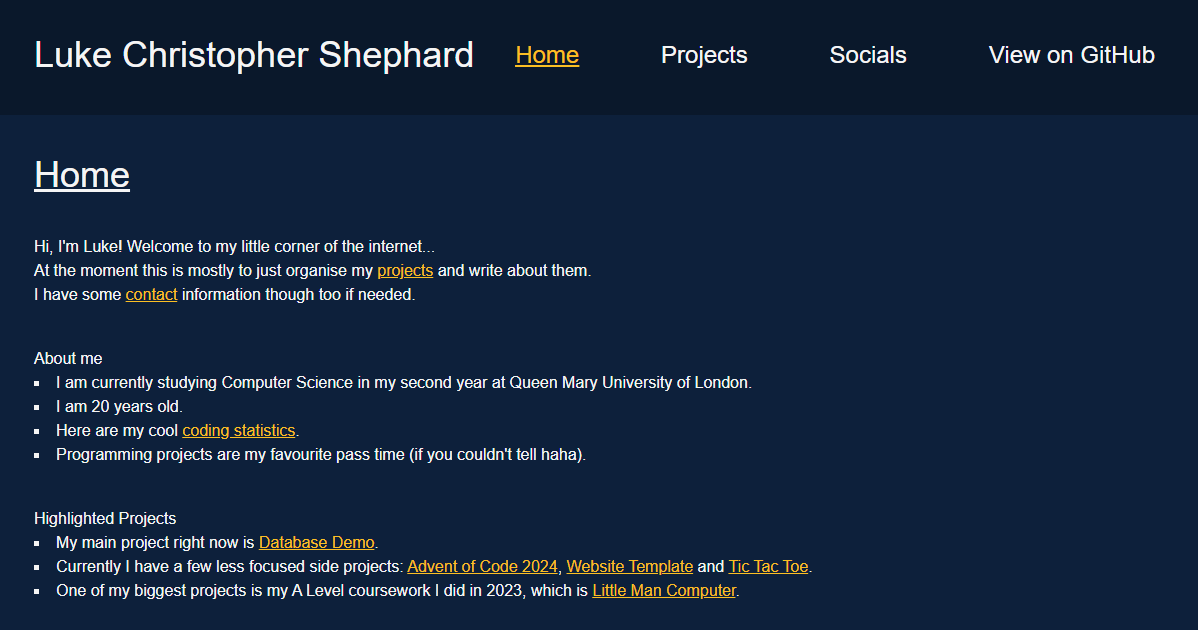 Luke Christopher Shephard Home Projects Socials View on GitHub
Home
Hi, I'm Luke! Welcome to my little corner of the internet...
At the moment this is mostly to just organise my projects and write about them.
I have some contact information though too if needed.
About me
▪ I am currently studying Computer Science in my second year at Queen Mary University of London.
▪ I am 20 years old.
▪ Here are my cool coding statistics.
▪ Programming projects are my favourite pass time (if you couldn't tell haha).
Highlighted Projects
▪ My main project right now is Database Demo.
▪ Currently I have a few less focused side projects: Advent of Code 2024, Website Template and Tic Tac Toe.
▪ One of my biggest projects is my A Level coursework I did in 2023, which is Little Man Computer.